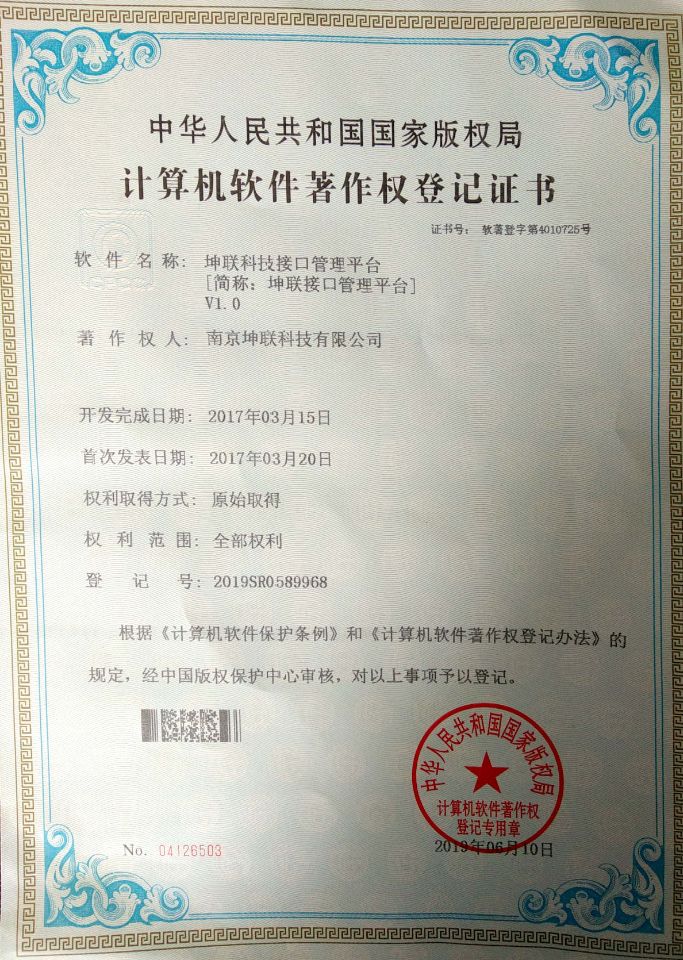 中华人民共和国国家版权局
计算机软件著作权登记证书
证书号： 软著登字第4010725号
软件名称： 坤联科技接口管理平台
[简称：坤联接口管理平台]
V1.0
著作权人： 南京坤联科技有限公司
开发完成日期： 2017年03月15日
首次发表日期： 2017年03月20日
权利取得方式： 原始取得
权利范围： 全部权利
登记号： 2019SR0589968
根据《计算机软件保护条例》和《计算机软件著作权登记办法》的
规定，经中国版权保护中心审核，对以上事项予以登记。
中华人民共和国国家版权局
计算机软件著作权
登记专用章
No. 04126503
2019年06月10日